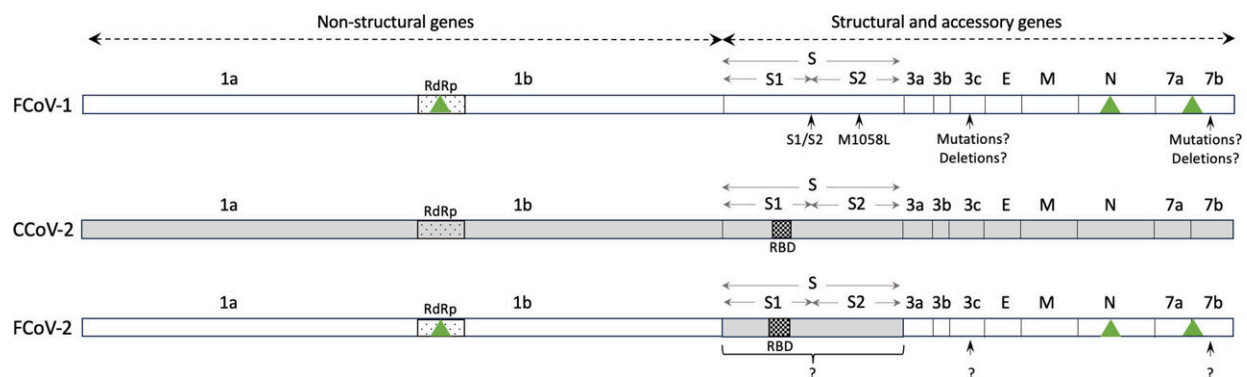 Non-structural genes Structural and accessory genes
S
1a RdRp 1b S1 S2 3a 3b 3c E M N 7a 7b
FCoV-1
S1/S2 M1058L Mutations? Mutations?
Deletions? Deletions?
S
1a RdRp 1b S1 S2 3a 3b 3c E M N 7a 7b
CCoV-2
RBD
S
1a RdRp 1b S1 S2 3a 3b 3c E M N 7a 7b
FCoV-2
RBD
? ? ?